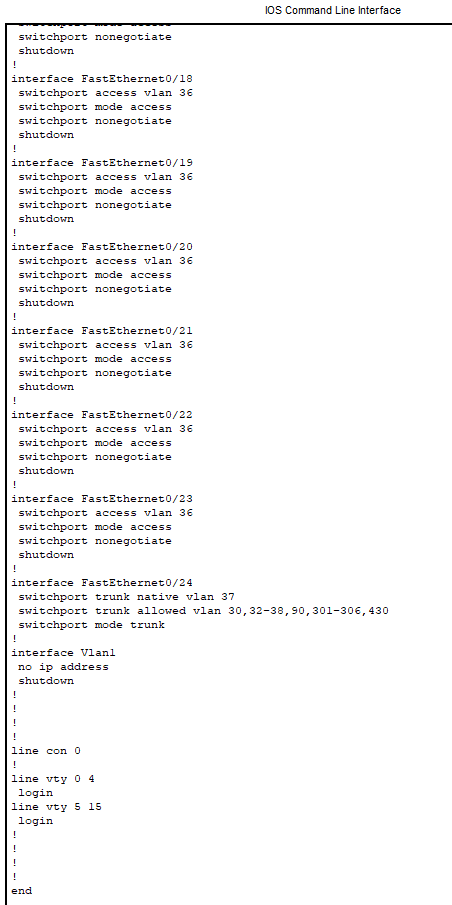 IOS Command Line Interface
switchport mode access
switchport nonegotiate
shutdown
!
interface FastEthernet0/18
switchport access vlan 36
switchport mode access
switchport nonegotiate
shutdown
!
interface FastEthernet0/19
switchport access vlan 36
switchport mode access
switchport nonegotiate
shutdown
!
interface FastEthernet0/20
switchport access vlan 36
switchport mode access
switchport nonegotiate
shutdown
!
interface FastEthernet0/21
switchport access vlan 36
switchport mode access
switchport nonegotiate
shutdown
!
interface FastEthernet0/22
switchport access vlan 36
switchport mode access
switchport nonegotiate
shutdown
!
interface FastEthernet0/23
switchport access vlan 36
switchport mode access
switchport nonegotiate
shutdown
!
interface FastEthernet0/24
switchport trunk native vlan 37
switchport trunk allowed vlan 30,32-38,90,301-306,430
switchport mode trunk
!
interface Vlan1
no ip address
shutdown
!
!
!
!
line con 0
!
line vty 0 4
login
line vty 5 15
login
!
!
!
!
end